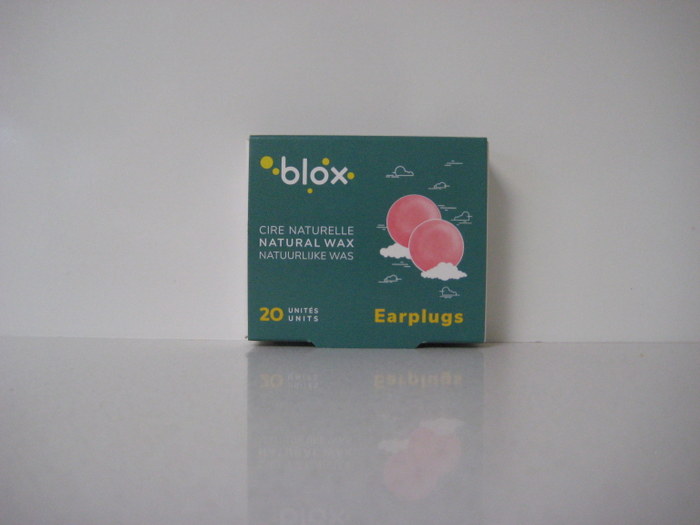 blox
CIRE NATURELLE
NATURAL WAX
NATUURLIJKE WAS
20 UNITÉS
UNITS
Earplugs